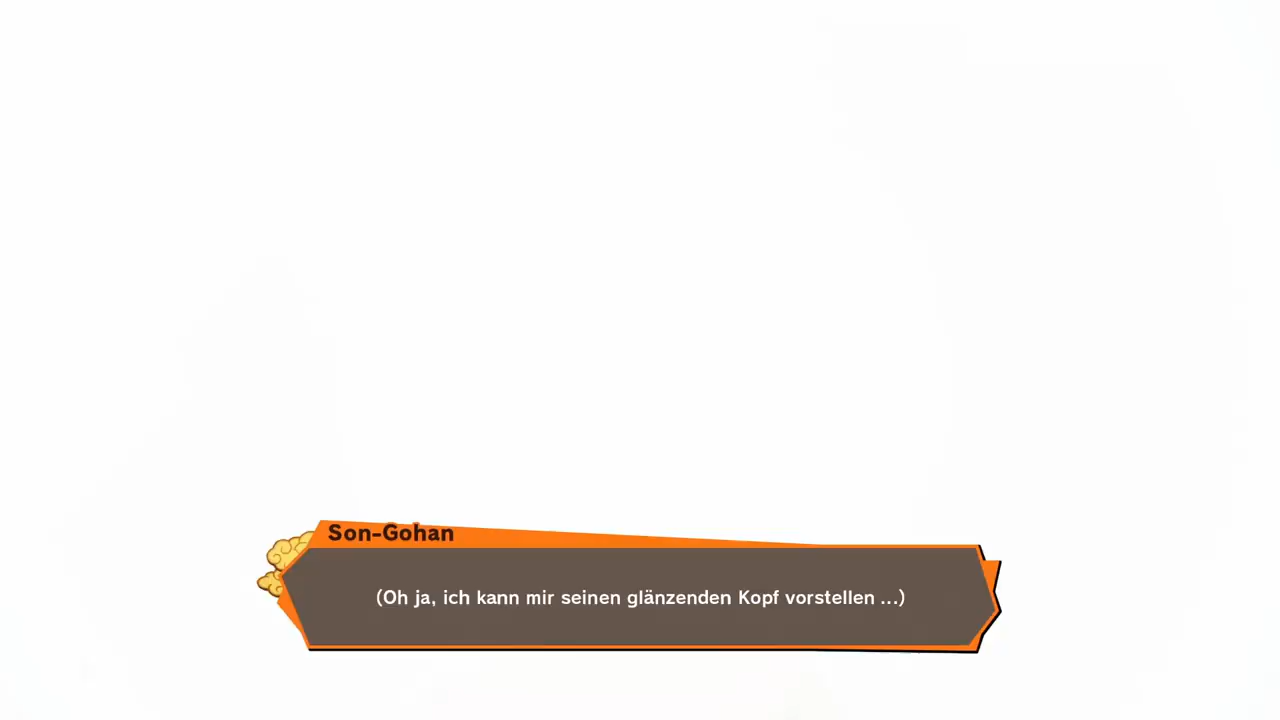 Son-Gohan
(Oh ja, ich kann mir seinen glänzenden Kopf vorstellen ...)